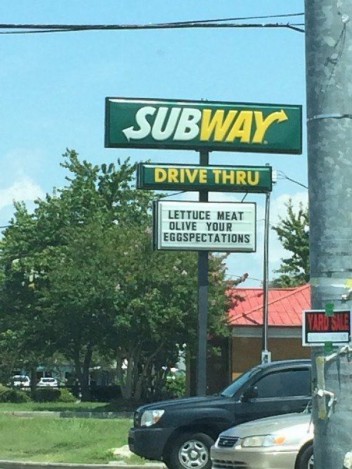 SUBWAY
DRIVE THRU
LETTUCE MEAT
OLIVE YOUR
EGGSPECTATIONS
YARD SALE